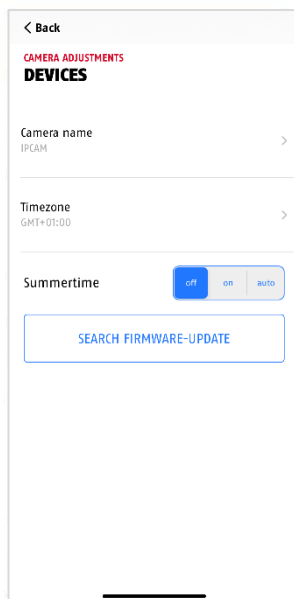 Back
CAMERA ADJUSTMENTS
DEVICES
Camera name
IPCAM
Timezone
GMT+01:00
Summertime off on auto
SEARCH FIRMWARE-UPDATE